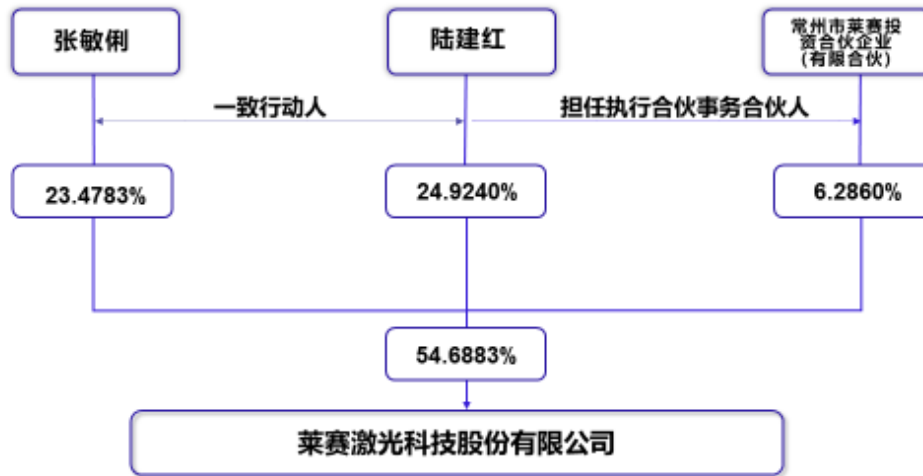 张敏俐
陆建红
常州市莱赛投
资合伙企业
(有限合伙)
一致行动人
担任执行合伙事务合伙人
23.4783%
24.9240%
6.2860%
54.6883%
莱赛激光科技股份有限公司